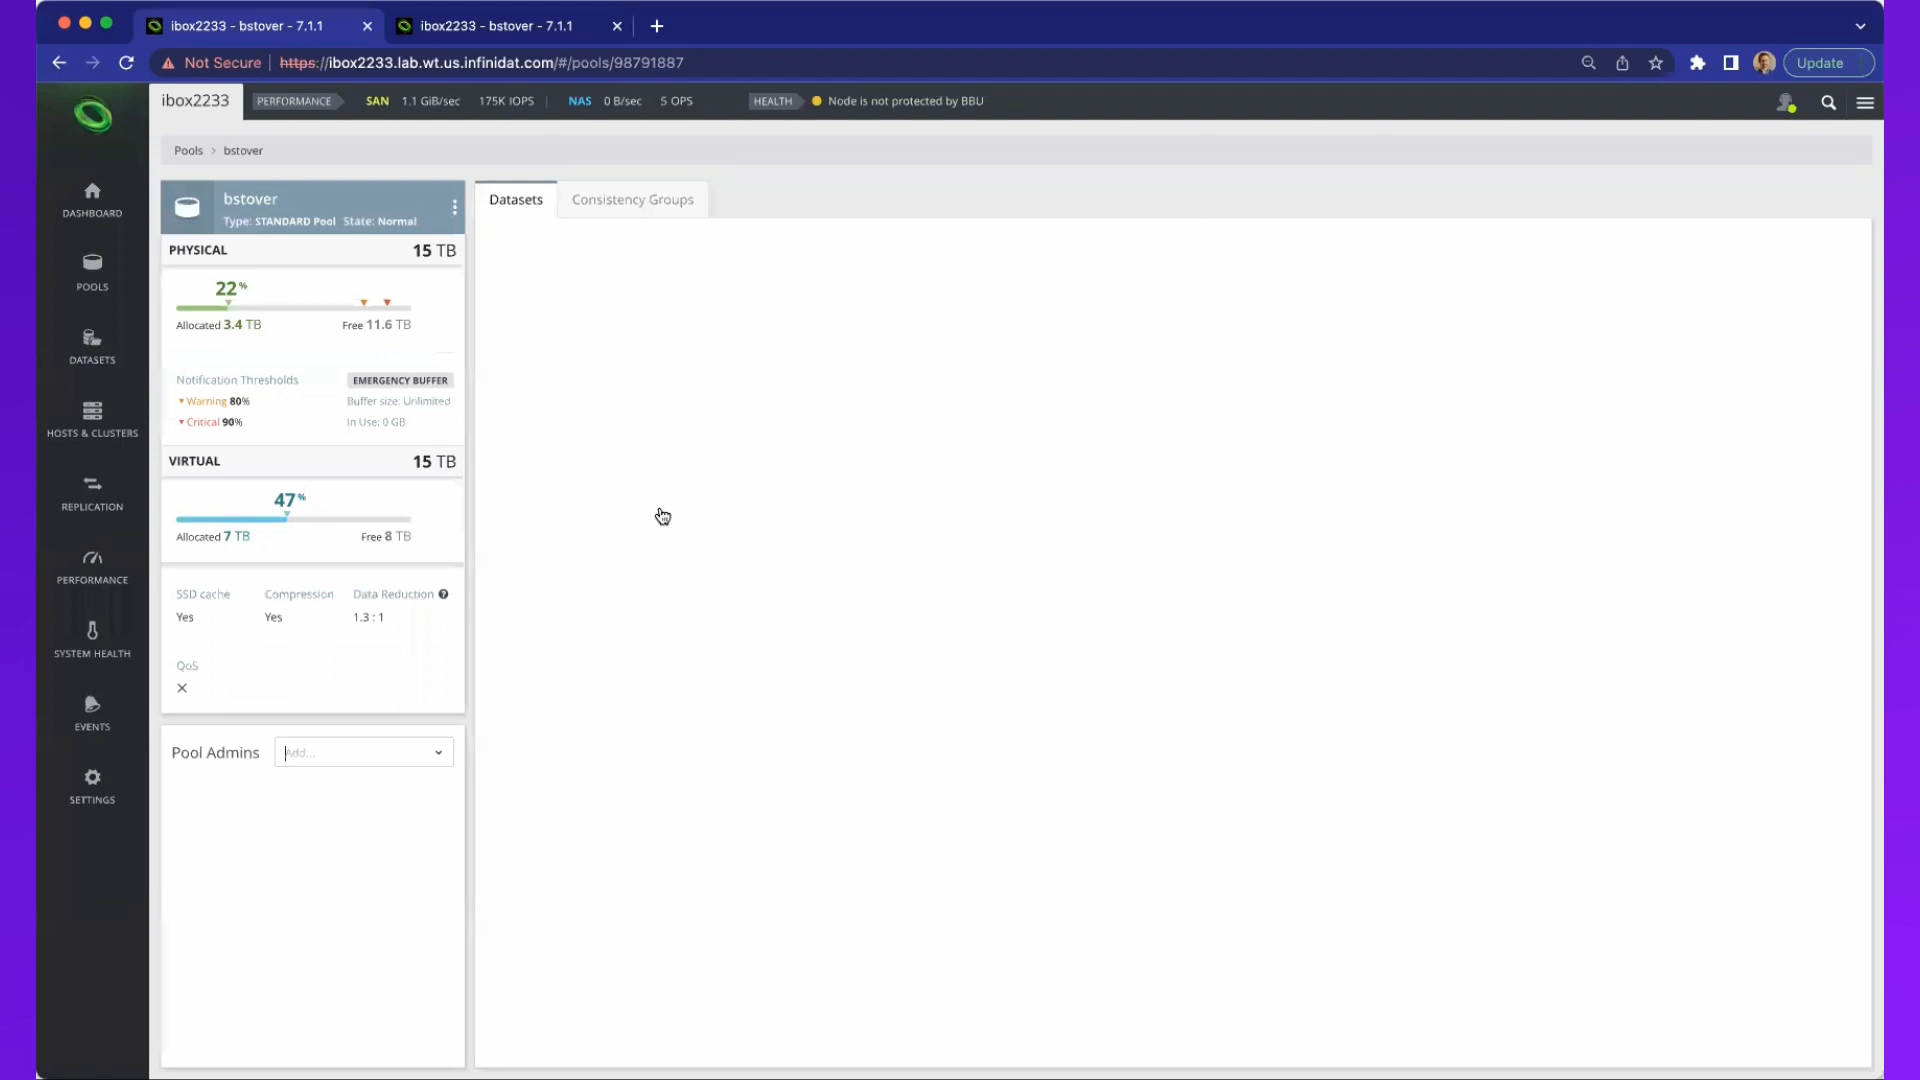 ibox2233 - bstover - 7.1.1
ibox2233 - bstover - 7.1.1
Not Secure https://ibox2233.lab.wt.us.infinidat.com/#/pools/98791887
Update
ibox2233 PERFORMANCE SAN 1.1 GiB/sec 175K IOPS NAS 0 B/sec 5 OPS HEALTH Node is not protected by BBU
Pools > bstover
DASHBOARD
POOLS
DATASETS
HOSTS & CLUSTERS
REPLICATION
PERFORMANCE
SYSTEM HEALTH
EVENTS
SETTINGS
bstover
Type: STANDARD Pool State: Normal
PHYSICAL 15 TB
22%
Allocated 3.4 TB Free 11.6 TB
Notification Thresholds EMERGENCY BUFFER
Warning 80% Buffer size: Unlimited
Critical 90% In Use: 0 GB
VIRTUAL 15 TB
47%
Allocated 7 TB Free 8 TB
SSD cache Compression Data Reduction ?
Yes Yes 1.3 : 1
QoS
Pool Admins Add...
Datasets Consistency Groups